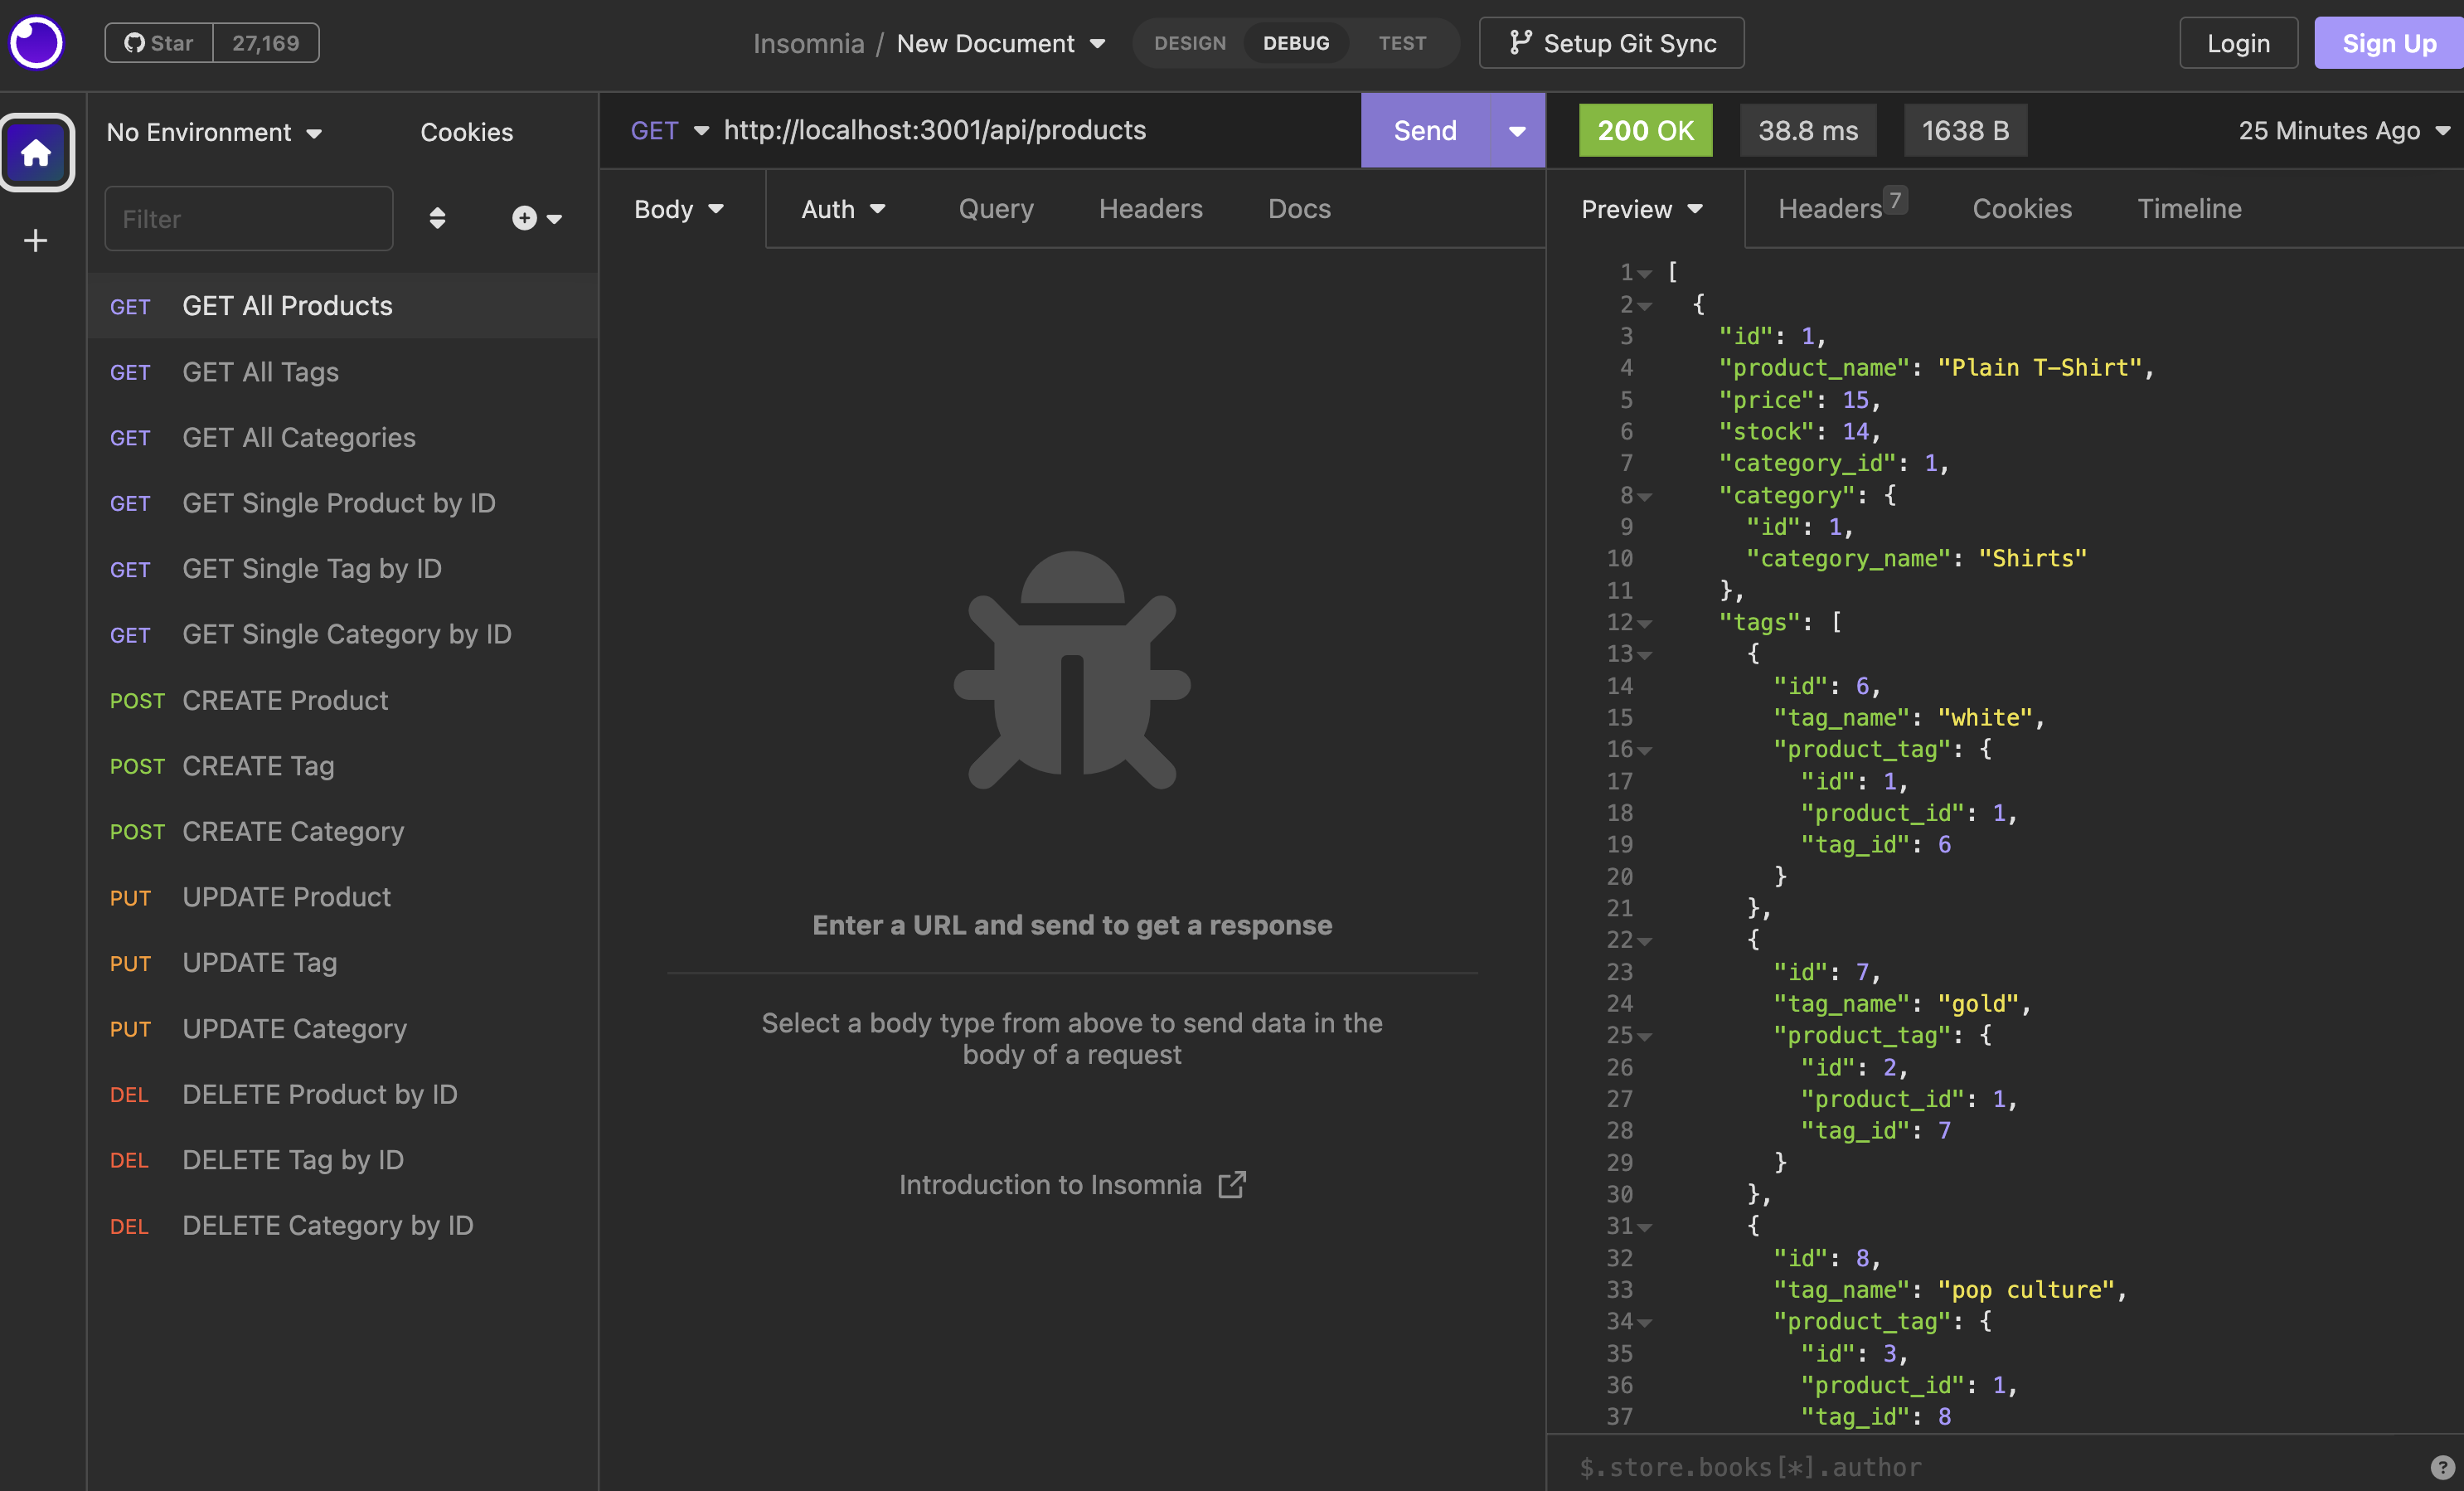 Star 27,169 Insomnia / New Document DESIGN DEBUG TEST Setup Git Sync Login Sign Up
No Environment Cookies
Filter
GET GET All Products
GET GET All Tags
GET GET All Categories
GET GET Single Product by ID
GET GET Single Tag by ID
GET GET Single Category by ID
POST CREATE Product
POST CREATE Tag
POST CREATE Category
PUT UPDATE Product
PUT UPDATE Tag
PUT UPDATE Category
DEL DELETE Product by ID
DEL DELETE Tag by ID
DEL DELETE Category by ID
GET http://localhost:3001/api/products Send
Body Auth Query Headers Docs
Enter a URL and send to get a response
Select a body type from above to send data in the
body of a request
Introduction to Insomnia
200 OK 38.8 ms 1638 B 25 Minutes Ago
Preview Headers 7 Cookies Timeline
1 [
2 {
3 "id": 1,
4 "product_name": "Plain T-Shirt",
5 "price": 15,
6 "stock": 14,
7 "category_id": 1,
8 "category": {
9 "id": 1,
10 "category_name": "Shirts"
11 },
12 "tags": [
13 {
14 "id": 6,
15 "tag_name": "white",
16 "product_tag": {
17 "id": 1,
18 "product_id": 1,
19 "tag_id": 6
20 }
21 },
22 {
23 "id": 7,
24 "tag_name": "gold",
25 "product_tag": {
26 "id": 2,
27 "product_id": 1,
28 "tag_id": 7
29 }
30 },
31 {
32 "id": 8,
33 "tag_name": "pop culture",
34 "product_tag": {
35 "id": 3,
36 "product_id": 1,
37 "tag_id": 8
$.store.books[*].author ?